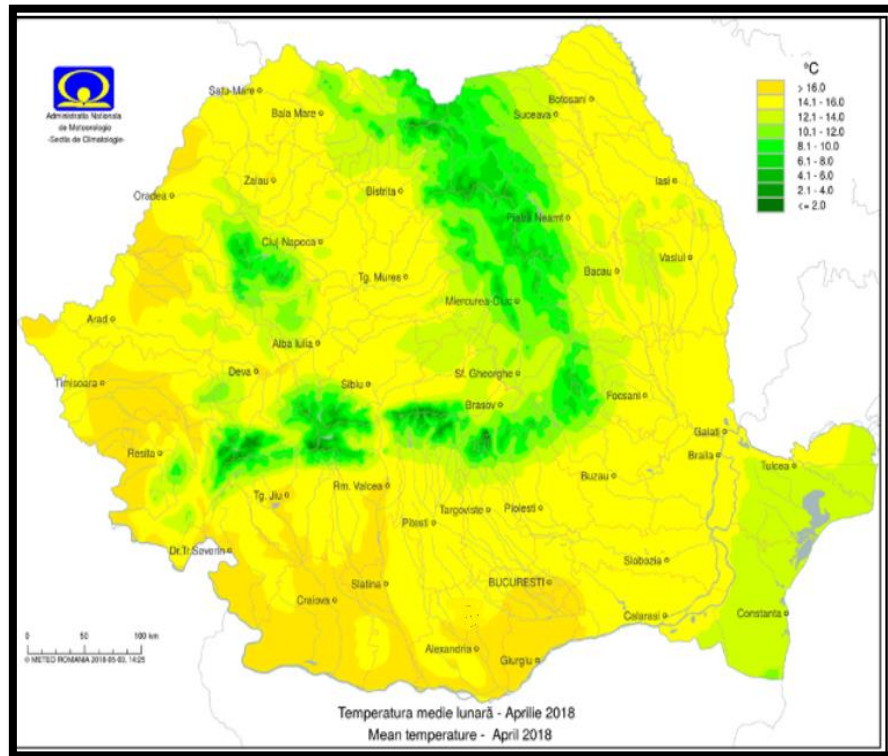 Administratia Nationala
de Meteorologie
-Sectia de Climatologie-
°C
> 16.0
14.1 - 16.0
12.1 - 14.0
10.1 - 12.0
8.1 - 10.0
6.1 - 8.0
4.1 - 6.0
2.1 - 4.0
<= 2.0
Satu-Mare
Baia Mare
Botosani
Suceava
Zalau
Bistrita
Iasi
Oradea
Piatra Neamt
Cluj-Napoca
Tg. Mures
Bacau
Vaslui
Miercurea-Ciuc
Arad
Alba Iulia
Deva
Sibiu
Sf. Gheorghe
Timisoara
Brasov
Focsani
Resita
Galati
Braila
Tulcea
Tg. Jiu
Rm. Valcea
Buzau
Targoviste
Ploiesti
Pitesti
Dr.Tr.Severin
Slobozia
Slatina
BUCURESTI
Craiova
Calarasi
Constanta
Alexandria
Giurgiu
0 50 100 km
© METEO ROMANIA 2018-05-03, 14:25
Temperatura medie lunară - Aprilie 2018
Mean temperature - April 2018